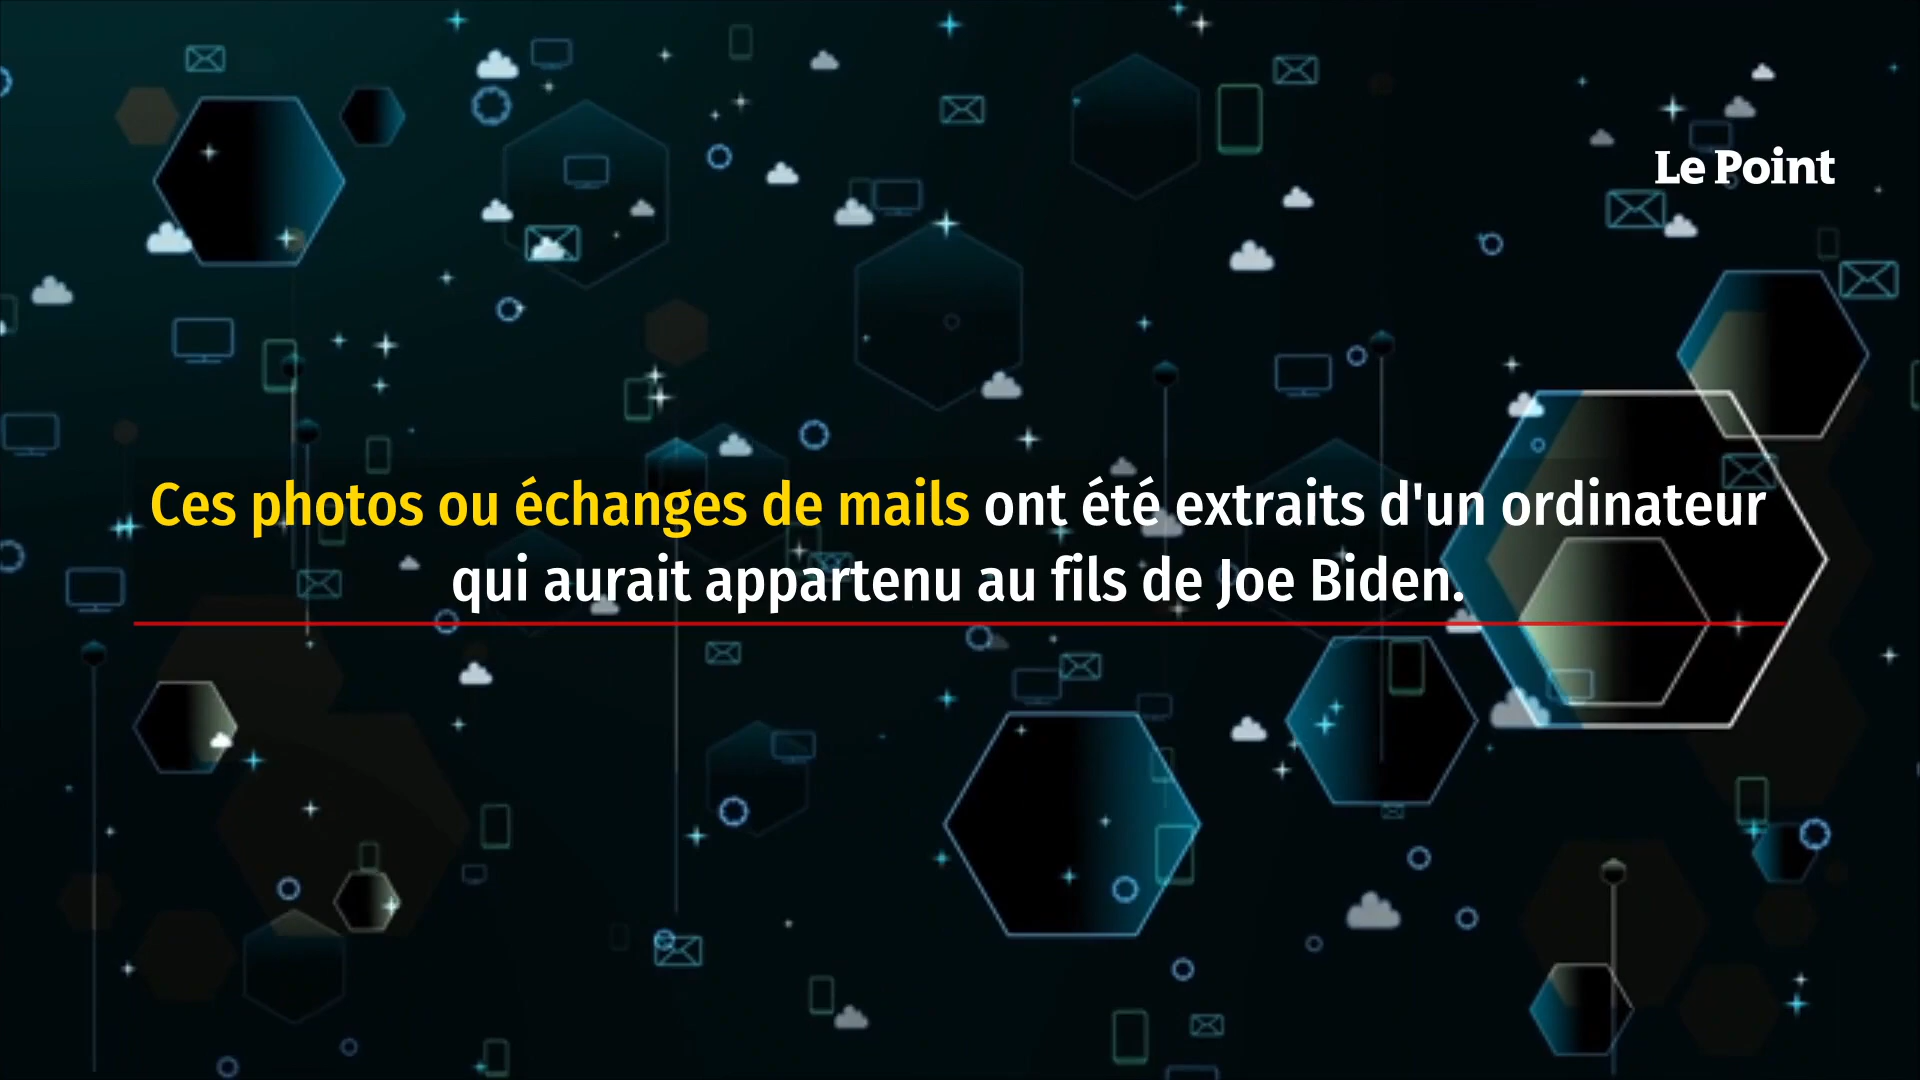 Le Point
Ces photos ou échanges de mails ont été extraits d'un ordinateur
qui aurait appartenu au fils de Joe Biden.